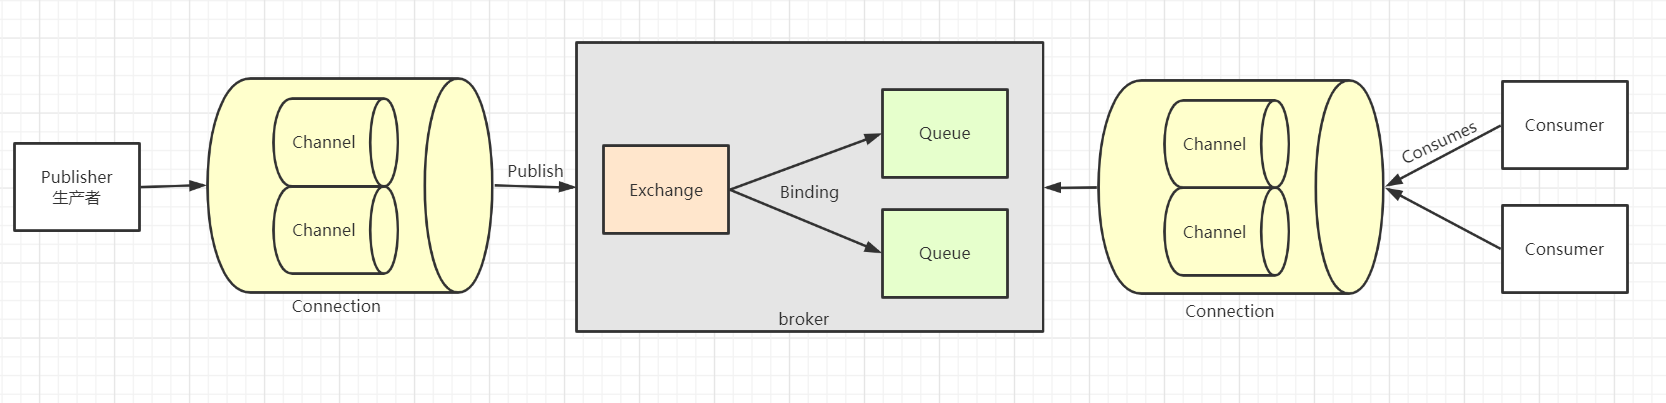 Publisher
生产者
Channel
Channel
Connection
Publish
Exchange
Binding
Queue
Queue
broker
Channel
Channel
Connection
Consumes
Consumer
Consumer